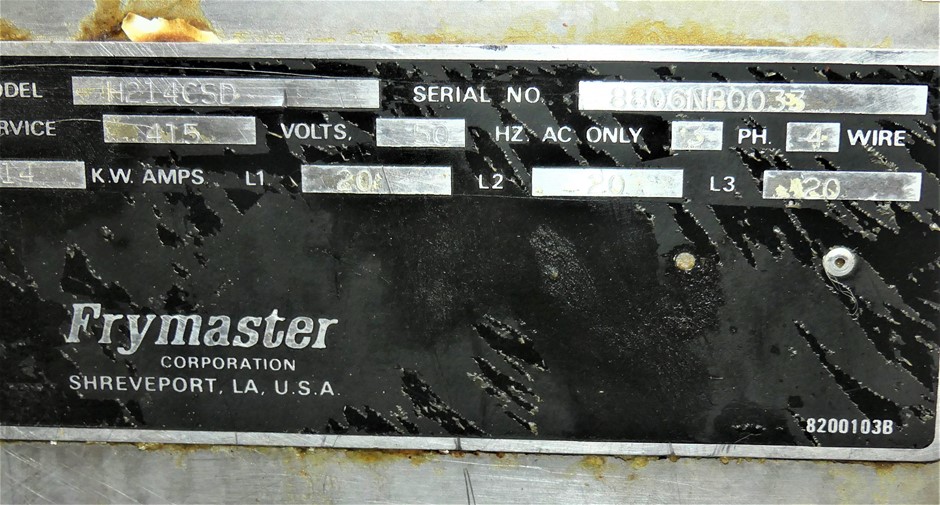 ODEL H214CSD SERIAL NO. 8806NB0033
RVICE 415 VOLTS. 50 HZ. AC ONLY 3 PH. 4 WIRE
14 K.W. AMPS L1 20 L2 20 L3 20
Frymaster
CORPORATION
SHREVEPORT, LA, U.S.A.
8200103B